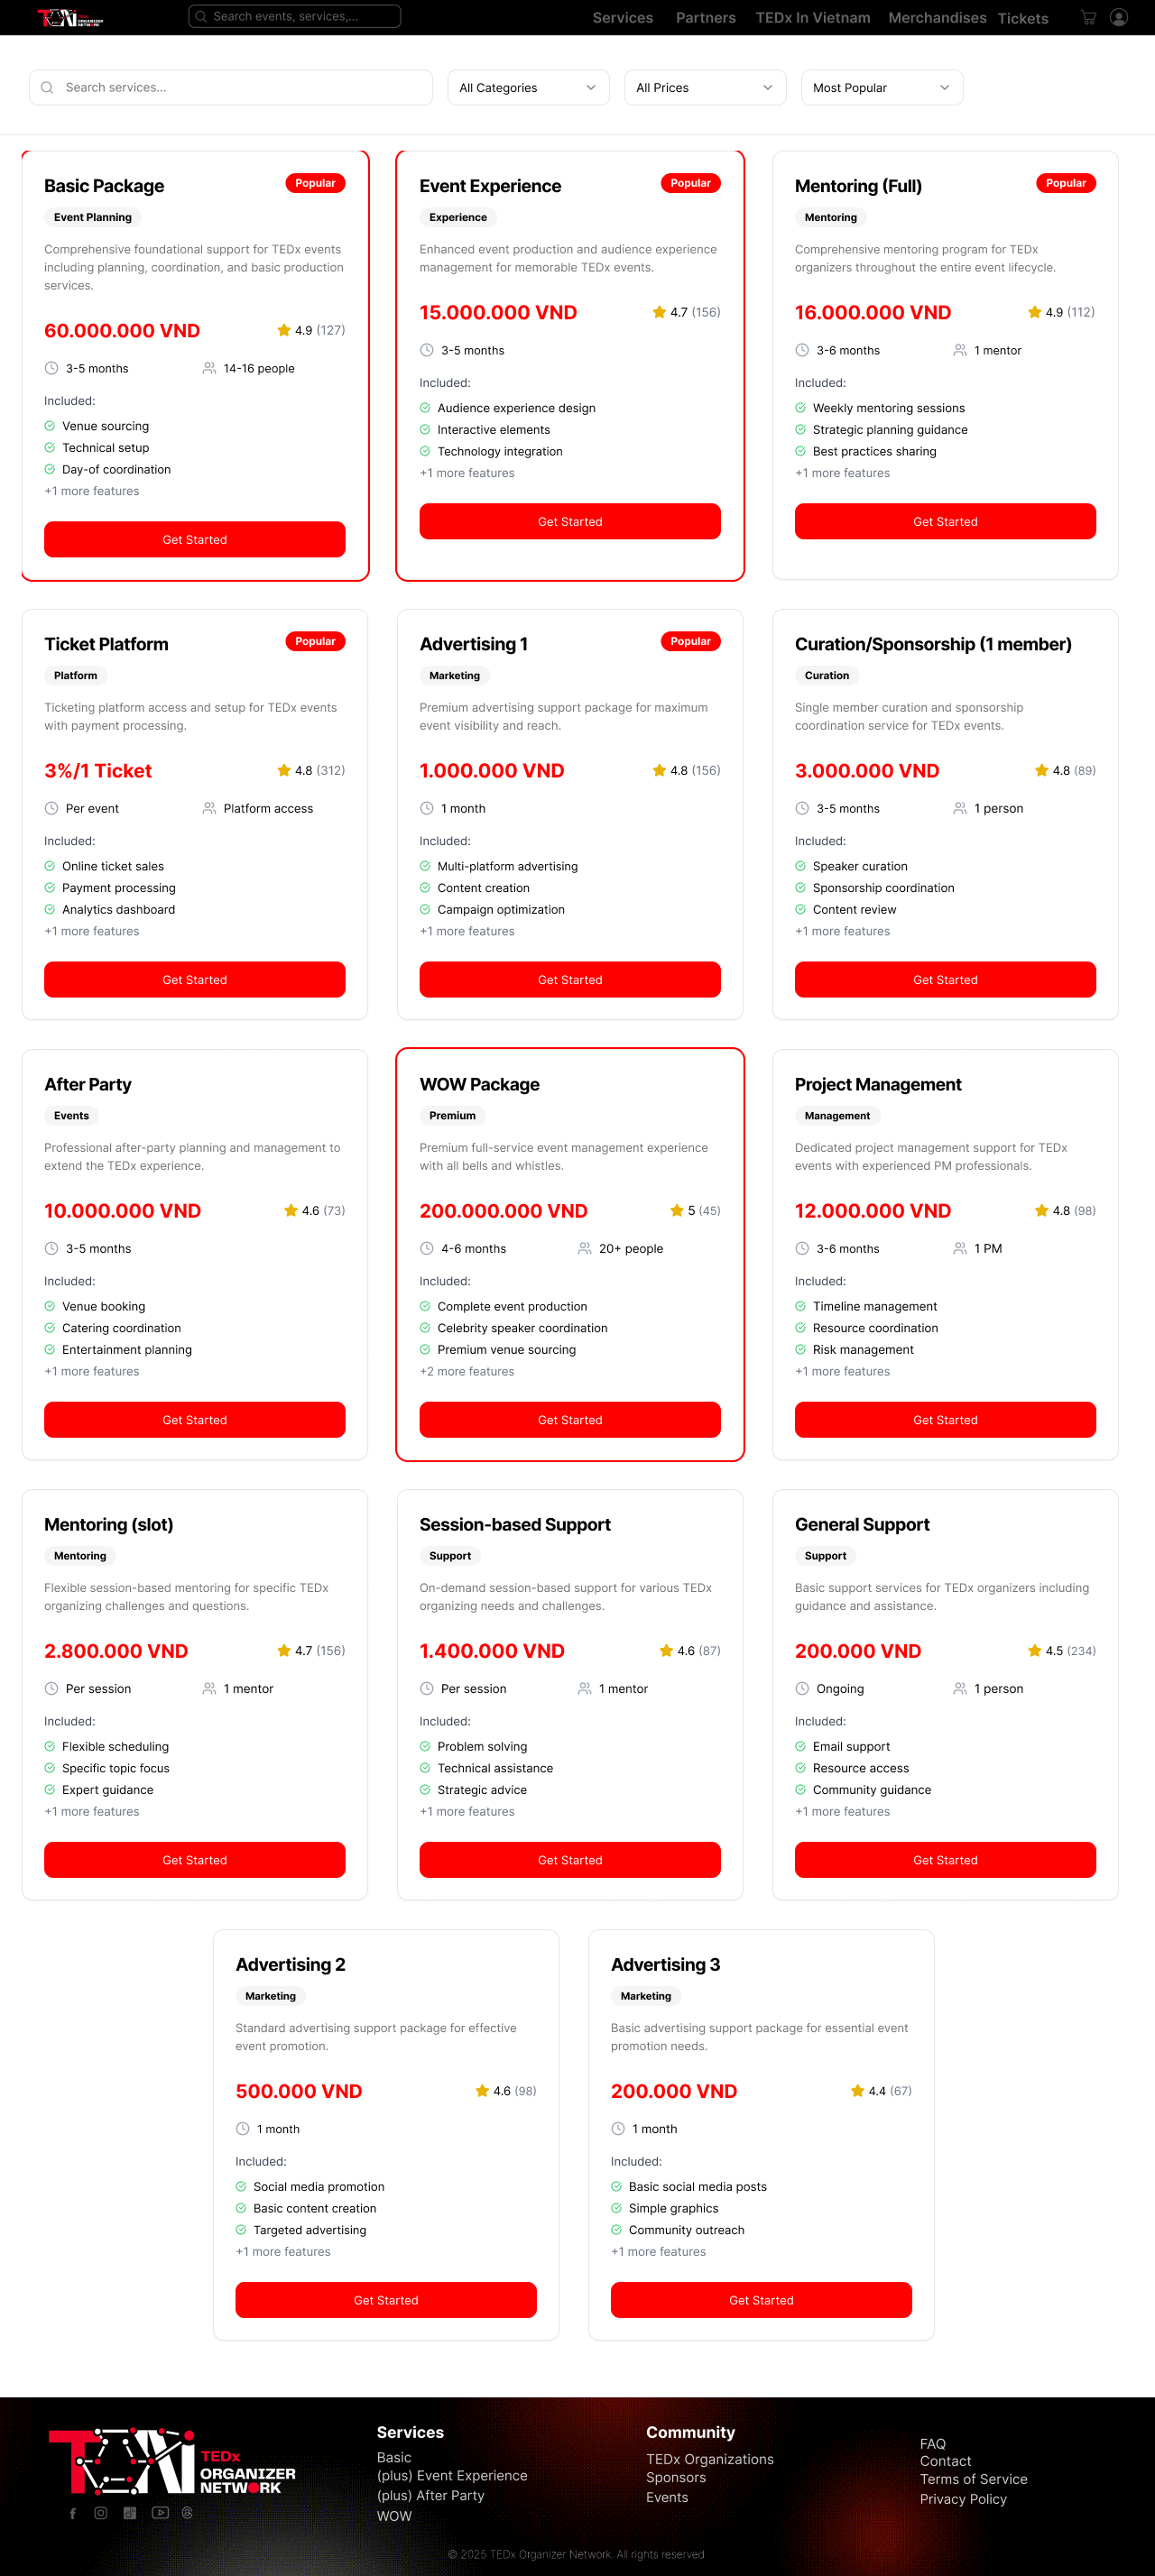 TEDx
ORGANIZER
NETWORK
Search events, services,...
Services
Partners
TEDx In Vietnam
Merchandises
Tickets
Search services...
All Categories
All Prices
Most Popular
Basic Package
Popular
Event Planning
Comprehensive foundational support for TEDx events
including planning, coordination, and basic production
services.
60.000.000 VND
4.9 (127)
3-5 months
14-16 people
Included:
Venue sourcing
Technical setup
Day-of coordination
+1 more features
Get Started
Event Experience
Popular
Experience
Enhanced event production and audience experience
management for memorable TEDx events.
15.000.000 VND
4.7 (156)
3-5 months
Included:
Audience experience design
Interactive elements
Technology integration
+1 more features
Get Started
Mentoring (Full)
Popular
Mentoring
Comprehensive mentoring program for TEDx
organizers throughout the entire event lifecycle.
16.000.000 VND
4.9 (112)
3-6 months
1 mentor
Included:
Weekly mentoring sessions
Strategic planning guidance
Best practices sharing
+1 more features
Get Started
Ticket Platform
Popular
Platform
Ticketing platform access and setup for TEDx events
with payment processing.
3%/1 Ticket
4.8 (312)
Per event
Platform access
Included:
Online ticket sales
Payment processing
Analytics dashboard
+1 more features
Get Started
Advertising 1
Popular
Marketing
Premium advertising support package for maximum
event visibility and reach.
1.000.000 VND
4.8 (156)
1 month
Included:
Multi-platform advertising
Content creation
Campaign optimization
+1 more features
Get Started
Curation/Sponsorship (1 member)
Curation
Single member curation and sponsorship
coordination service for TEDx events.
3.000.000 VND
4.8 (89)
3-5 months
1 person
Included:
Speaker curation
Sponsorship coordination
Content review
+1 more features
Get Started
After Party
Events
Professional after-party planning and management to
extend the TEDx experience.
10.000.000 VND
4.6 (73)
3-5 months
Included:
Venue booking
Catering coordination
Entertainment planning
+1 more features
Get Started
WOW Package
Premium
Premium full-service event management experience
with all bells and whistles.
200.000.000 VND
5 (45)
4-6 months
20+ people
Included:
Complete event production
Celebrity speaker coordination
Premium venue sourcing
+2 more features
Get Started
Project Management
Management
Dedicated project management support for TEDx
events with experienced PM professionals.
12.000.000 VND
4.8 (98)
3-6 months
1 PM
Included:
Timeline management
Resource coordination
Risk management
+1 more features
Get Started
Mentoring (slot)
Mentoring
Flexible session-based mentoring for specific TEDx
organizing challenges and questions.
2.800.000 VND
4.7 (156)
Per session
1 mentor
Included:
Flexible scheduling
Specific topic focus
Expert guidance
+1 more features
Get Started
Session-based Support
Support
On-demand session-based support for various TEDx
organizing needs and challenges.
1.400.000 VND
4.6 (87)
Per session
1 mentor
Included:
Problem solving
Technical assistance
Strategic advice
+1 more features
Get Started
General Support
Support
Basic support services for TEDx organizers including
guidance and assistance.
200.000 VND
4.5 (234)
Ongoing
1 person
Included:
Email support
Resource access
Community guidance
+1 more features
Get Started
Advertising 2
Marketing
Standard advertising support package for effective
event promotion.
500.000 VND
4.6 (98)
1 month
Included:
Social media promotion
Basic content creation
Targeted advertising
+1 more features
Get Started
Advertising 3
Marketing
Basic advertising support package for essential event
promotion needs.
200.000 VND
4.4 (67)
1 month
Included:
Basic social media posts
Simple graphics
Community outreach
+1 more features
Get Started
TEDx
ORGANIZER
NETWORK
Services
Basic
(plus) Event Experience
(plus) After Party
WOW
Community
TEDx Organizations
Sponsors
Events
FAQ
Contact
Terms of Service
Privacy Policy
© 2025 TEDx Organizer Network. All rights reserved